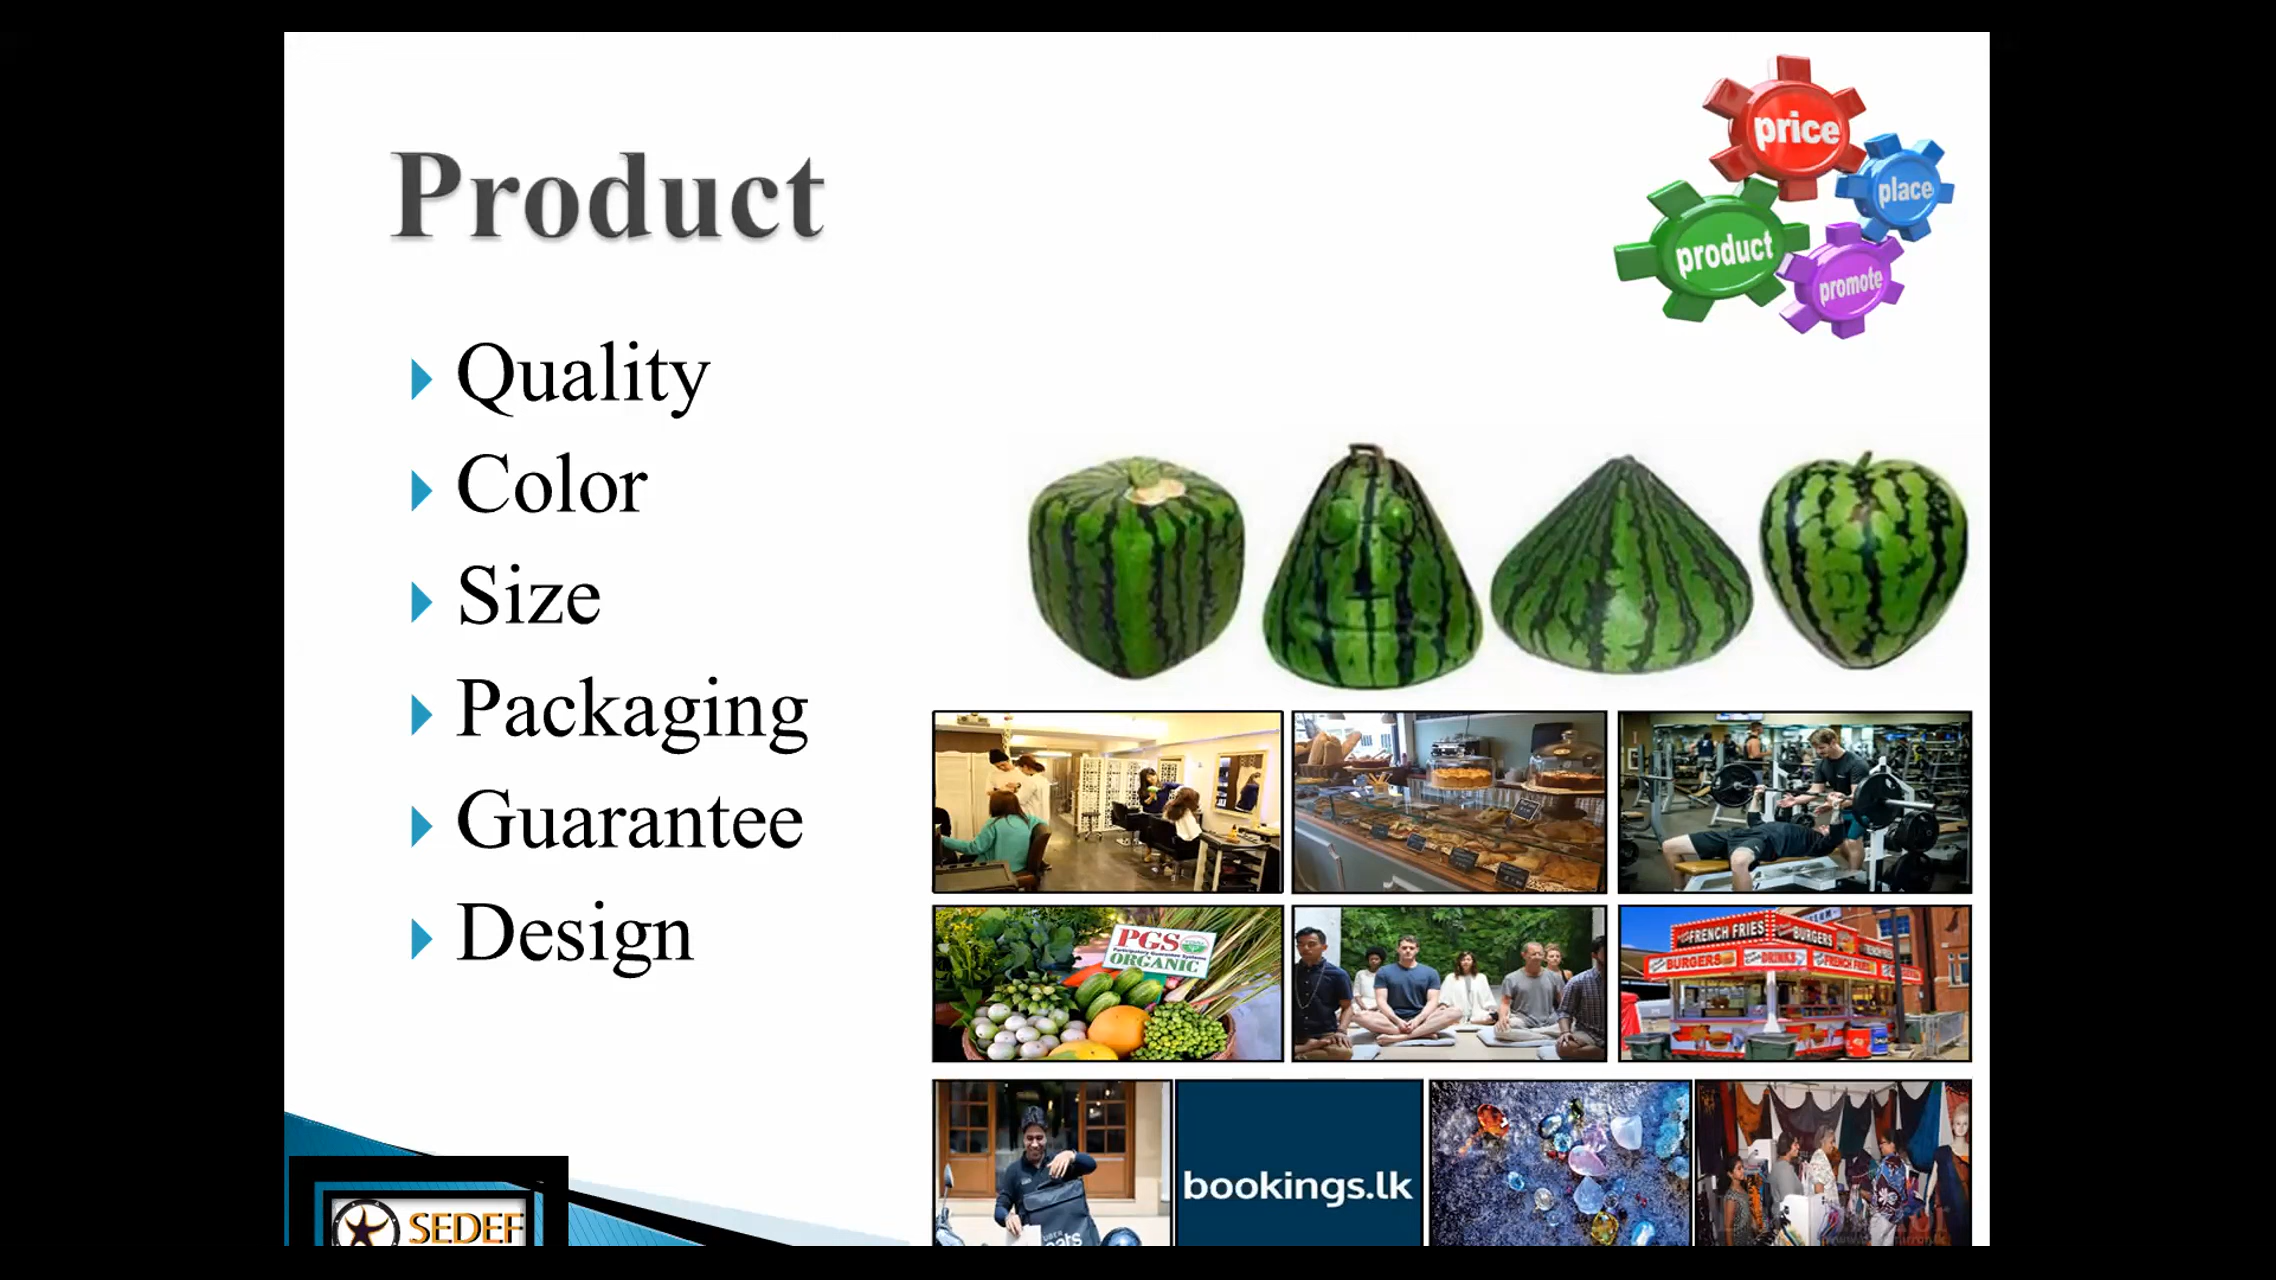 Product
price
place
product
promote
Quality
Color
Size
Packaging
Guarantee
Design
PGS
ORGANIC
FRENCH FRIES
BURGERS
BURGERS
DRINKS
FRENCH FRIES
bookings.lk
SEDEF